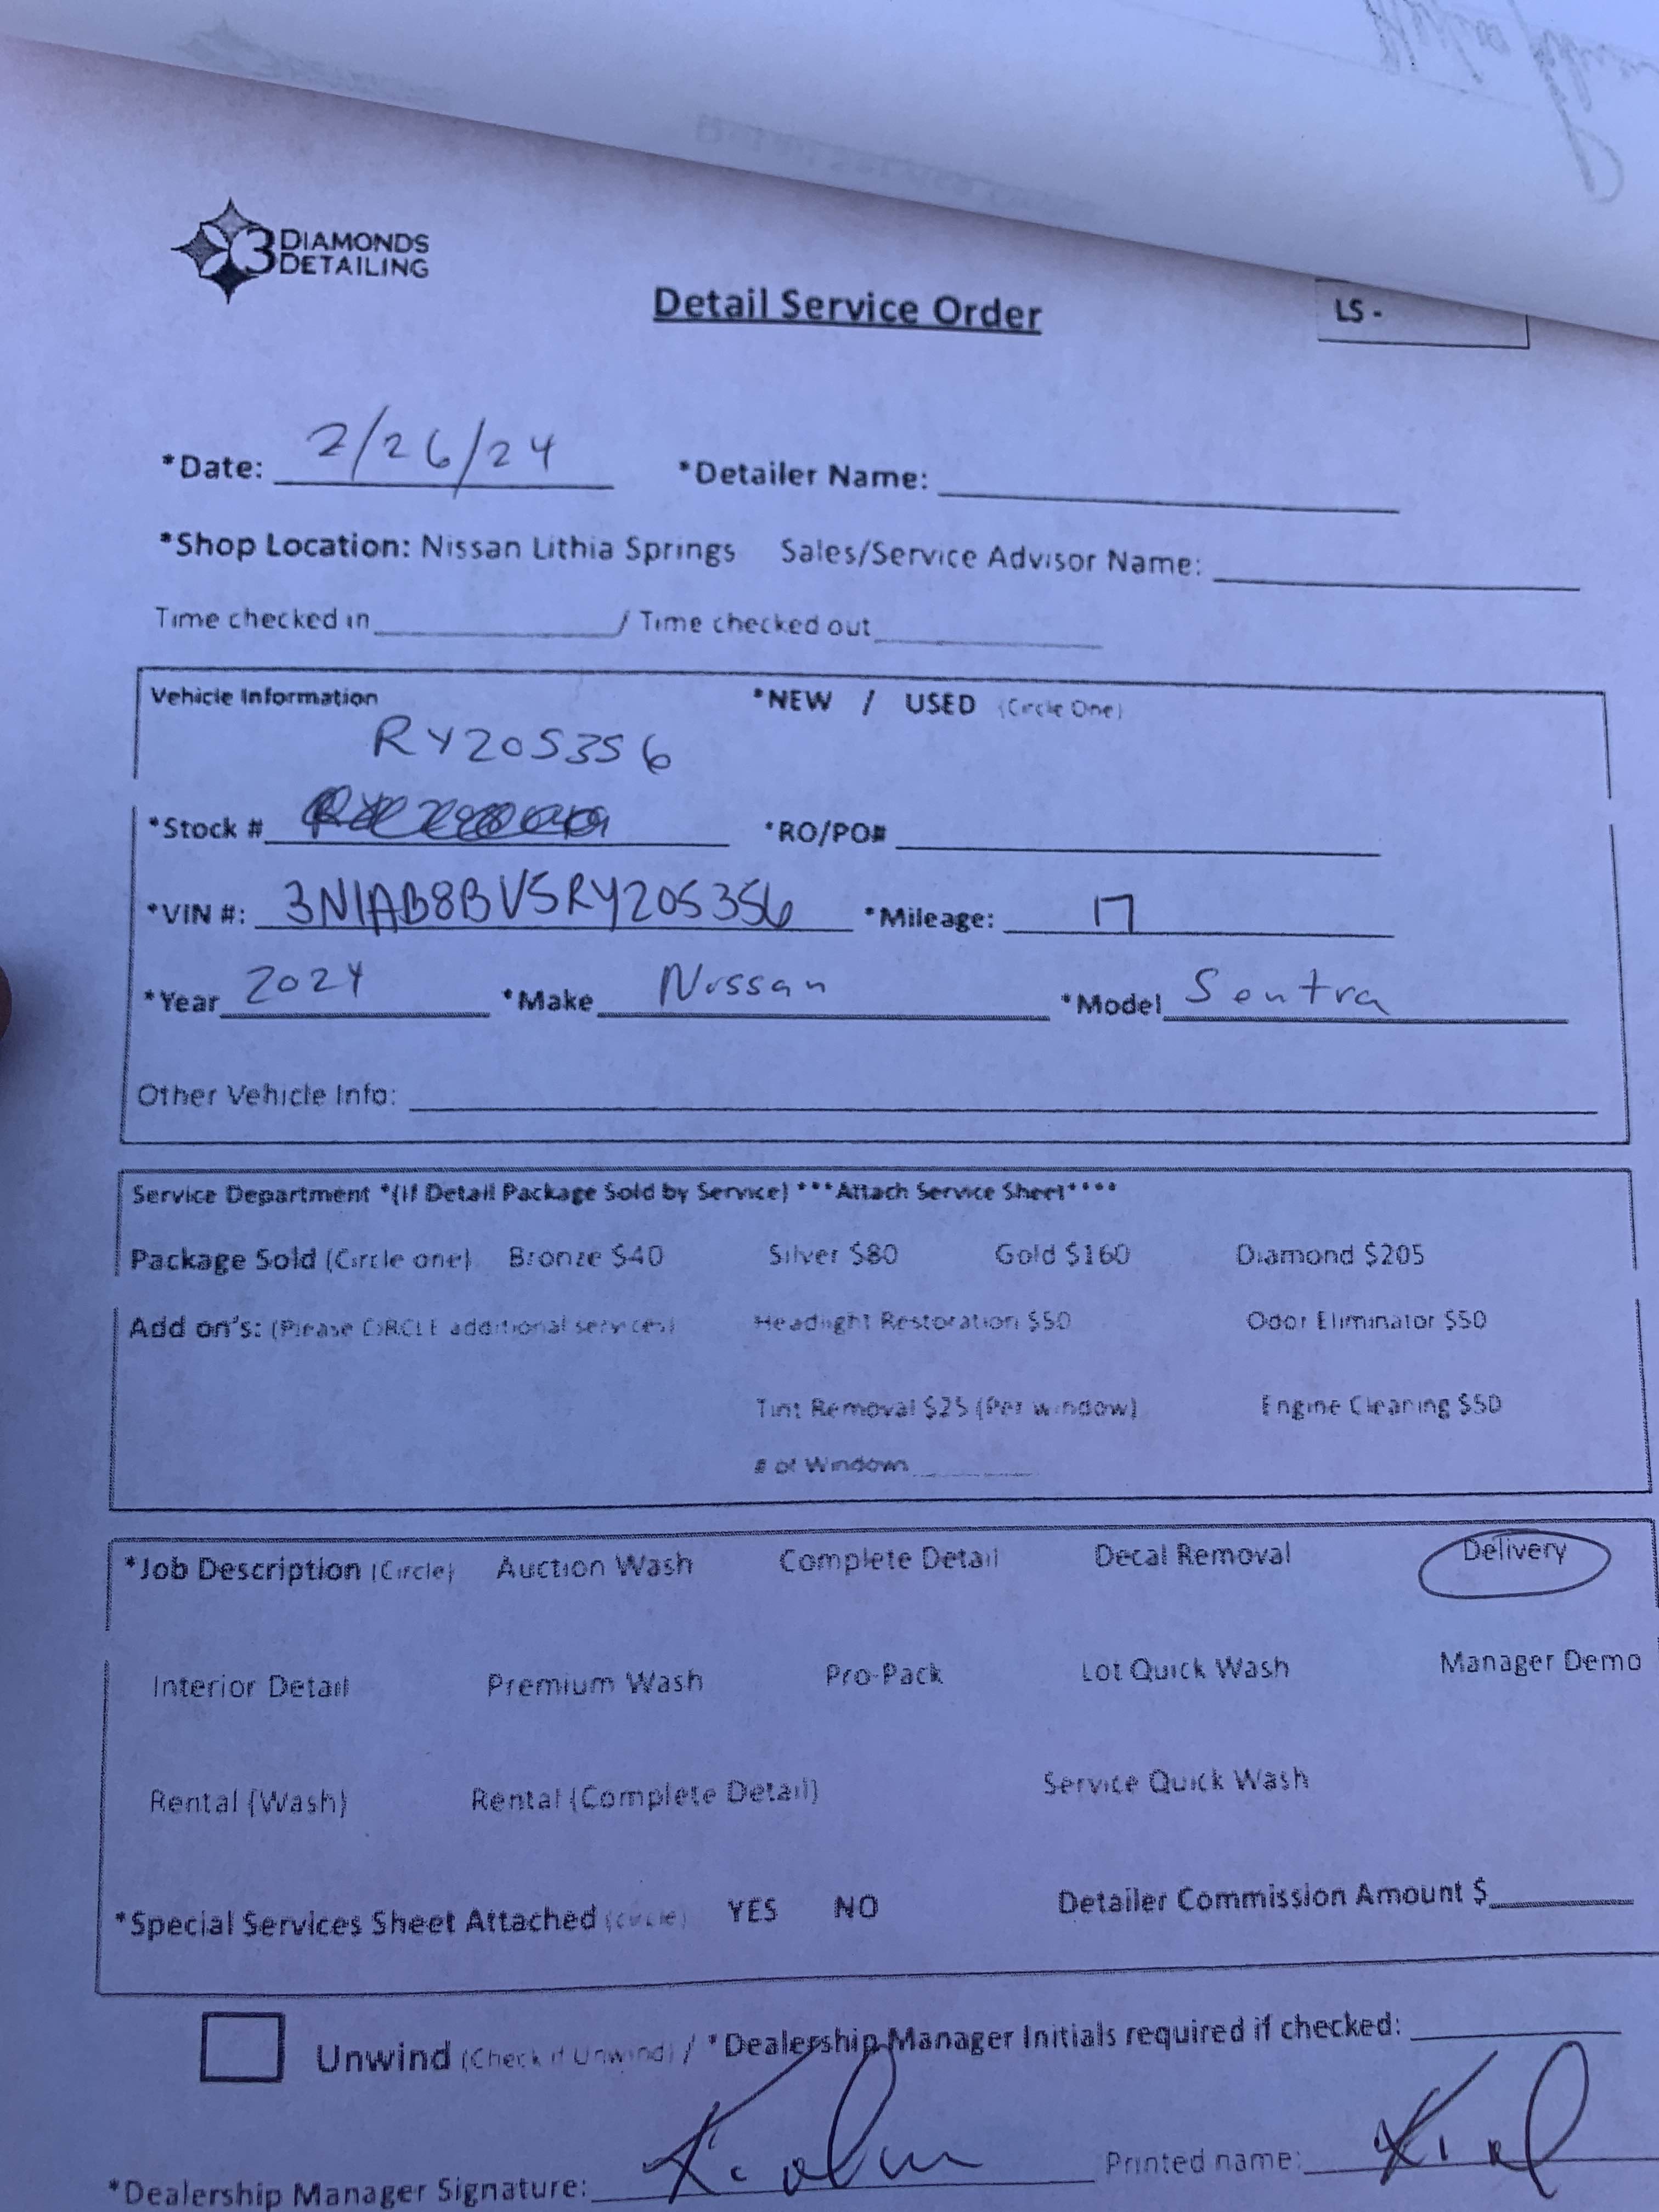 3 DIAMONDS
DETAILING
Detail Service Order
LS -
*Date: 2/26/24 *Detailer Name:
*Shop Location: Nissan Lithia Springs Sales/Service Advisor Name:
Time checked in / Time checked out
Vehicle Information *NEW / USED (Circle One)
RY205356
*Stock # *RO/PO#
*VIN #: 3N1AB8BV5RY205356 *Mileage: 17
*Year 2024 *Make Nissan *Model Sentra
Other Vehicle Info:
Service Department *(If Detail Package Sold by Service) ***Attach Service Sheet****
Package Sold (Circle one) Bronze $40 Silver $80 Gold $160 Diamond $205
Add on's: (Please CIRCLE additional services) Headlight Restoration $50 Odor Eliminator $50
Tint Removal $25 (Per window) Engine Cleaning $50
# of Windows
*Job Description (Circle) Auction Wash Complete Detail Decal Removal Delivery
Interior Detail Premium Wash Pro-Pack Lot Quick Wash Manager Demo
Rental (Wash) Rental (Complete Detail) Service Quick Wash
*Special Services Sheet Attached (circle) YES NO Detailer Commission Amount $
Unwind (Check if Unwind) / *Dealership Manager Initials required if checked:
*Dealership Manager Signature: Printed name: